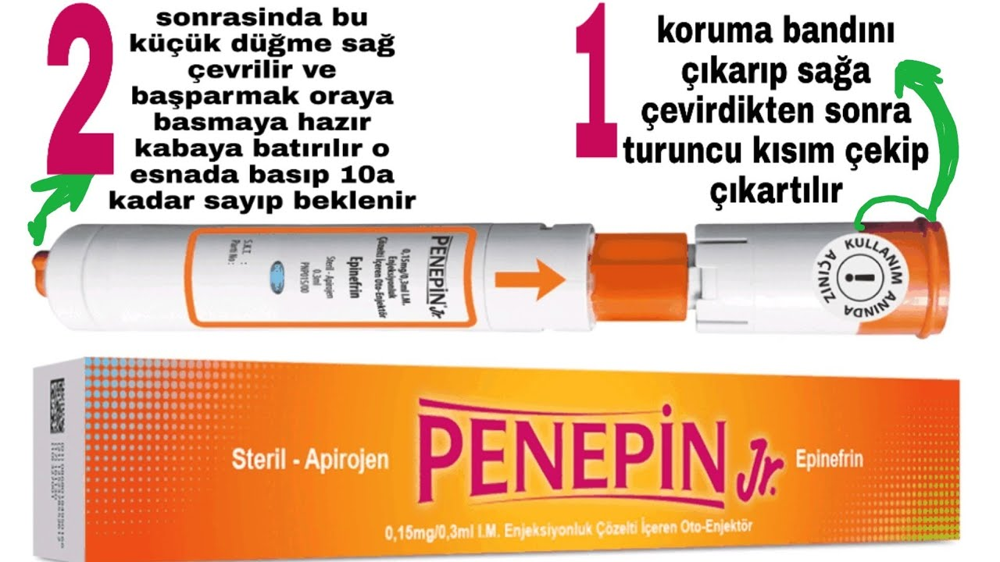 2
sonrasinda bu
küçük düğme sağ
çevrilir ve
başparmak oraya
basmaya hazır
kabaya batırılır o
esnada basıp 10a
kadar sayıp beklenir
1
koruma bandını
çıkarıp sağa
çevirdikten sonra
turuncu kısım çekip
çıkartılır
PENEPİN Jr.
0,15mg/0,3ml I.M.
Enjeksiyonluk
Çözelti İçeren Oto-Enjektör
Epinefrin
Steril - Apirojen
0.3ml
PNP015/00
S.K.T. :
Parti No :
KULLANIM ANINDA
AÇINIZ
Steril - Apirojen
PENEPİN Jr.
Epinefrin
0,15mg/0,3ml I.M. Enjeksiyonluk Çözelti İçeren Oto-Enjektör